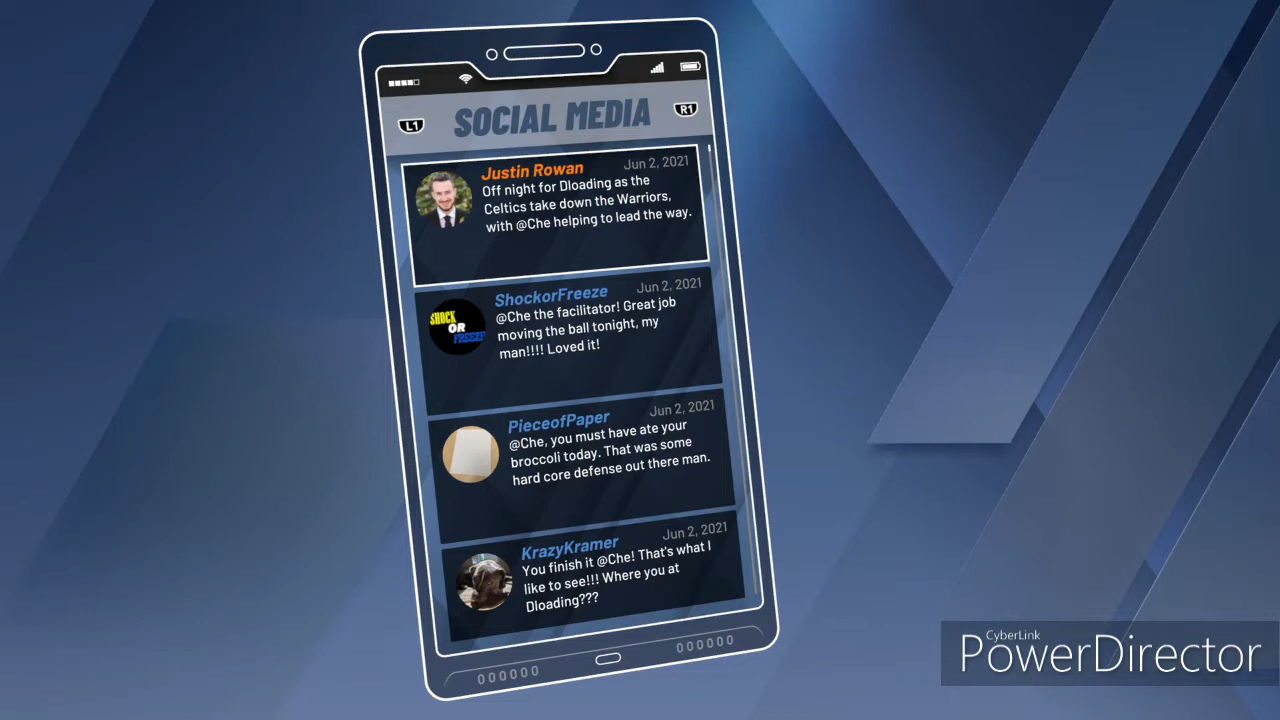 SOCIAL MEDIA
L1
R1
Justin Rowan
Jun 2, 2021
Off night for Dloading as the
Celtics take down the Warriors,
with @Che helping to lead the way.
SHOCK
OR
FREEZE
ShockorFreeze
Jun 2, 2021
@Che the facilitator! Great job
moving the ball tonight, my
man!!!! Loved it!
PieceofPaper
Jun 2, 2021
@Che, you must have ate your
broccoli today. That was some
hard core defense out there man.
KrazyKramer
Jun 2, 2021
You finish it @Che! That's what I
like to see!!! Where you at
Dloading???
CyberLink
PowerDirector